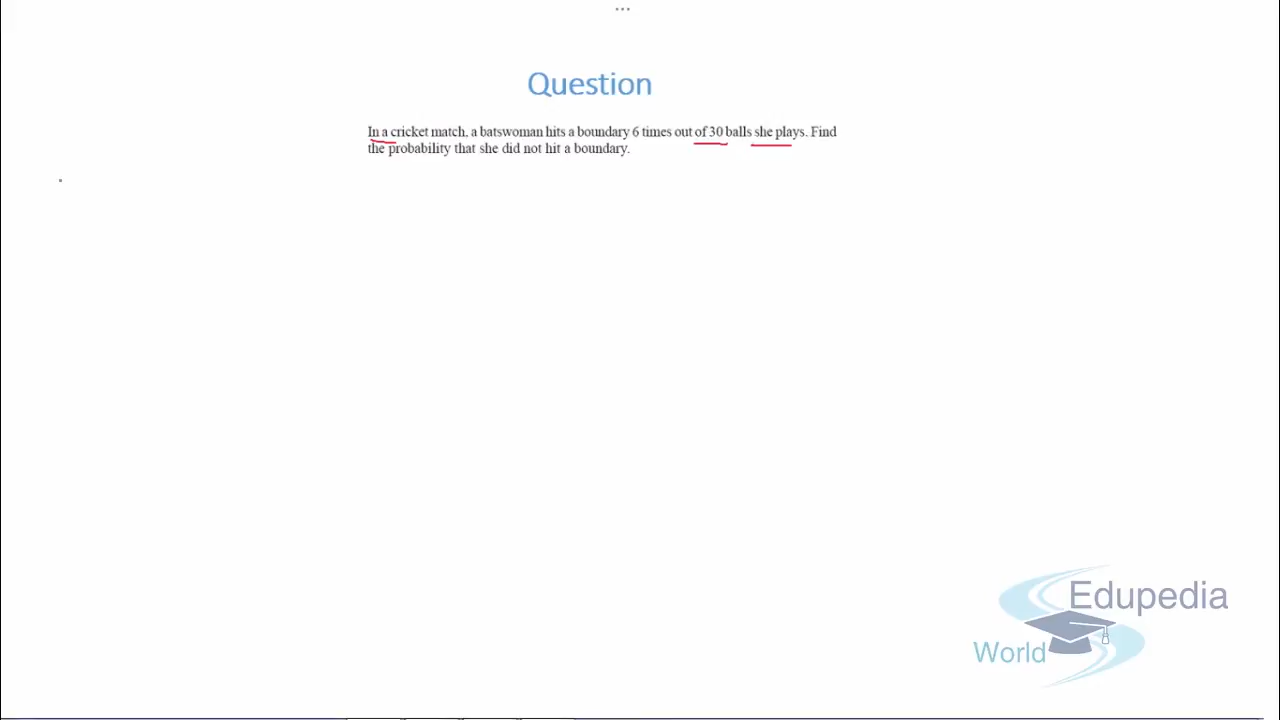 Question
In a cricket match, a batswoman hits a boundary 6 times out of 30 balls she plays. Find
the probability that she did not hit a boundary.
Edupedia
World